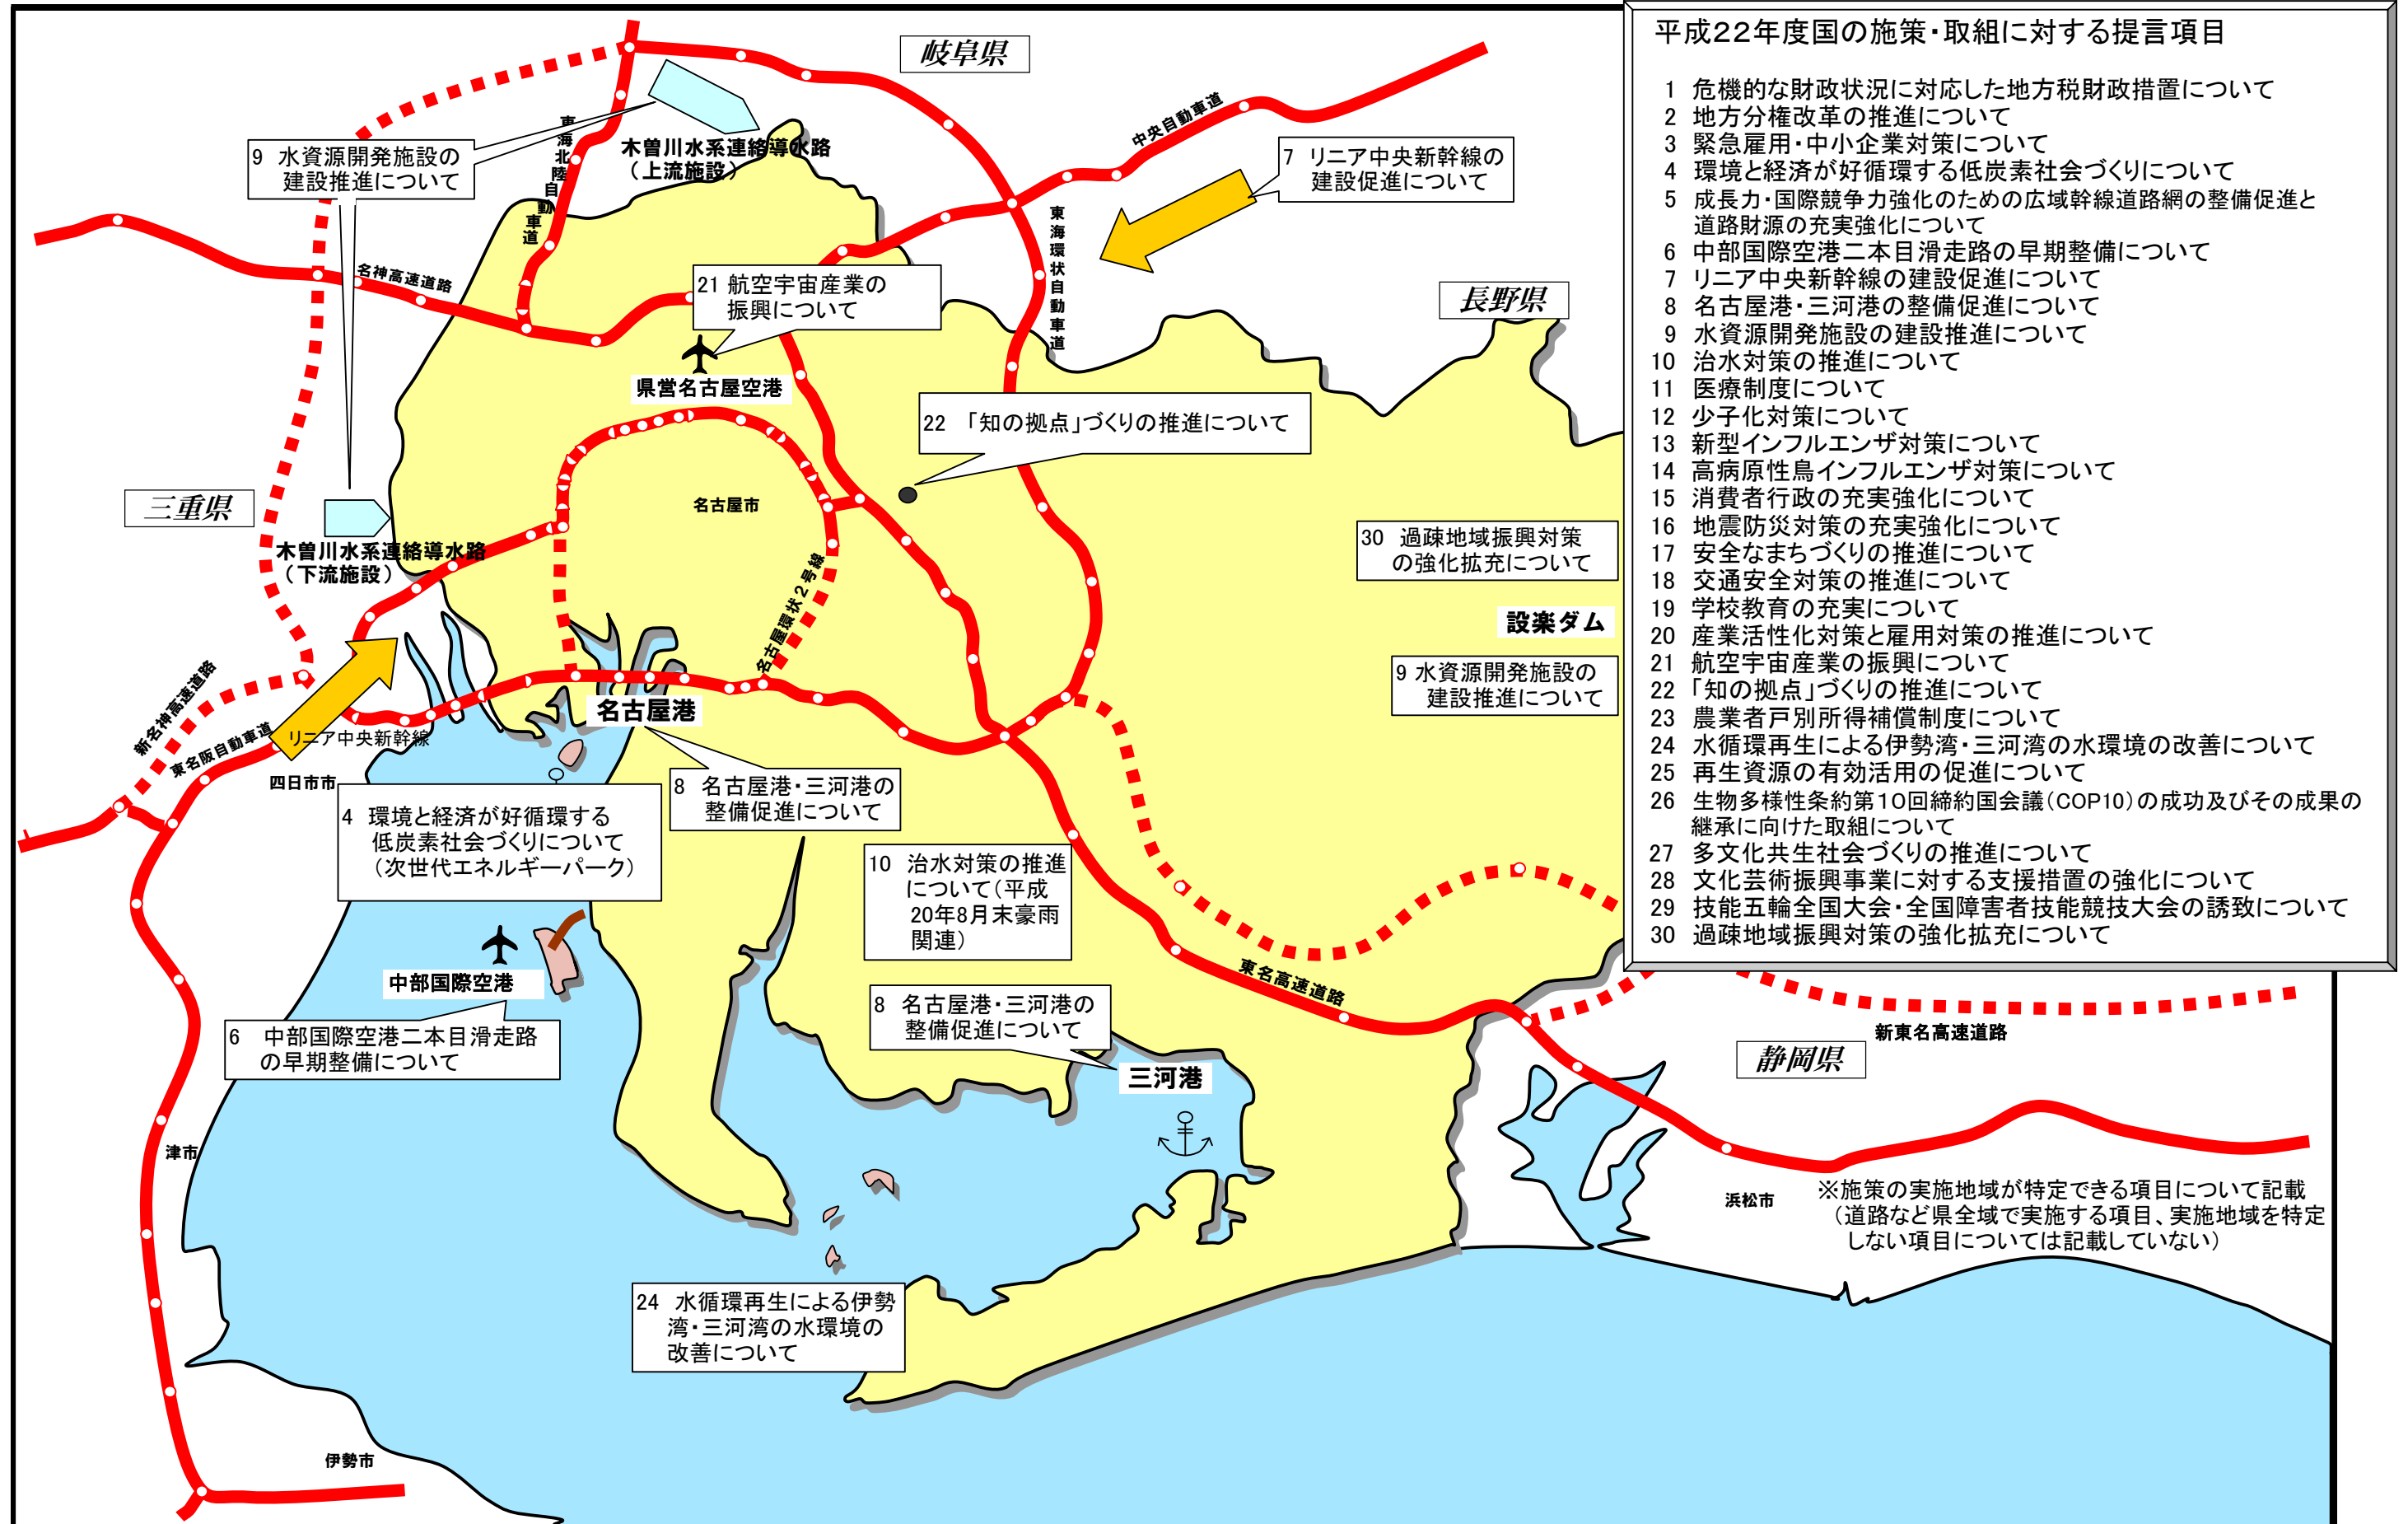 平成22年度国の施策・取組に対する提言項目
1 危機的な財政状況に対応した地方税財政措置について
2 地方分権改革の推進について
3 緊急雇用・中小企業対策について
4 環境と経済が好循環する低炭素社会づくりについて
5 成長力・国際競争力強化のための広域幹線道路網の整備促進と
道路財源の充実強化について
6 中部国際空港二本目滑走路の早期整備について
7 リニア中央新幹線の建設促進について
8 名古屋港・三河港の整備促進について
9 水資源開発施設の建設推進について
10 治水対策の推進について
11 医療制度について
12 少子化対策について
13 新型インフルエンザ対策について
14 高病原性鳥インフルエンザ対策について
15 消費者行政の充実強化について
16 地震防災対策の充実強化について
17 安全なまちづくりの推進について
18 交通安全対策の推進について
19 学校教育の充実について
20 産業活性化対策と雇用対策の推進について
21 航空宇宙産業の振興について
22 「知の拠点」づくりの推進について
23 農業者戸別所得補償制度について
24 水循環再生による伊勢湾・三河湾の水環境の改善について
25 再生資源の有効活用の促進について
26 生物多様性条約第10回締約国会議(COP10)の成功及びその成果の
継承に向けた取組について
27 多文化共生社会づくりの推進について
28 文化芸術振興事業に対する支援措置の強化について
29 技能五輪全国大会・全国障害者技能競技大会の誘致について
30 過疎地域振興対策の強化拡充について
岐阜県
中央自動車道
東海北陸自動車道
木曽川水系連絡導水路
(上流施設)
9 水資源開発施設の
建設推進について
7 リニア中央新幹線の
建設促進について
東海環状自動車道
名神高速道路
21 航空宇宙産業の
振興について
長野県
県営名古屋空港
22 「知の拠点」づくりの推進について
三重県
名古屋市
木曽川水系連絡導水路
(下流施設)
30 過疎地域振興対策
の強化拡充について
名古屋環状2号線
設楽ダム
9 水資源開発施設の
建設推進について
新名神高速道路
東名阪自動車道
リニア中央新幹線
名古屋港
四日市市
8 名古屋港・三河港の
整備促進について
4 環境と経済が好循環する
低炭素社会づくりについて
(次世代エネルギーパーク)
10 治水対策の推進
について(平成
20年8月末豪雨
関連)
中部国際空港
東名高速道路
6 中部国際空港二本目滑走路
の早期整備について
8 名古屋港・三河港の
整備促進について
新東名高速道路
静岡県
三河港
津市
浜松市
※施策の実施地域が特定できる項目について記載
(道路など県全域で実施する項目、実施地域を特定
しない項目については記載していない)
24 水循環再生による伊勢
湾・三河湾の水環境の
改善について
伊勢市